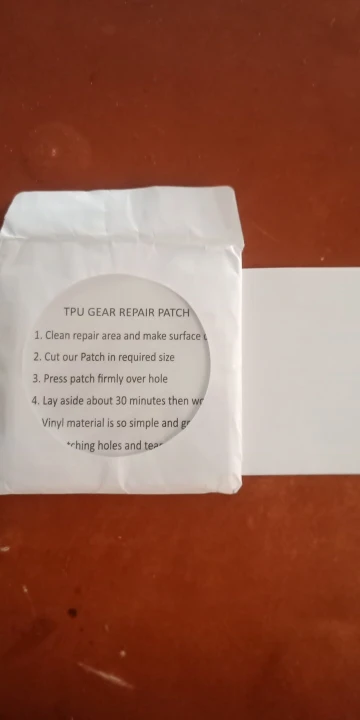 TPU GEAR REPAIR PATCH
1. Clean repair area and make surface
2. Cut our Patch in required size
3. Press patch firmly over hole
4. Lay aside about 30 minutes then
Vinyl material is so simple and
holes and